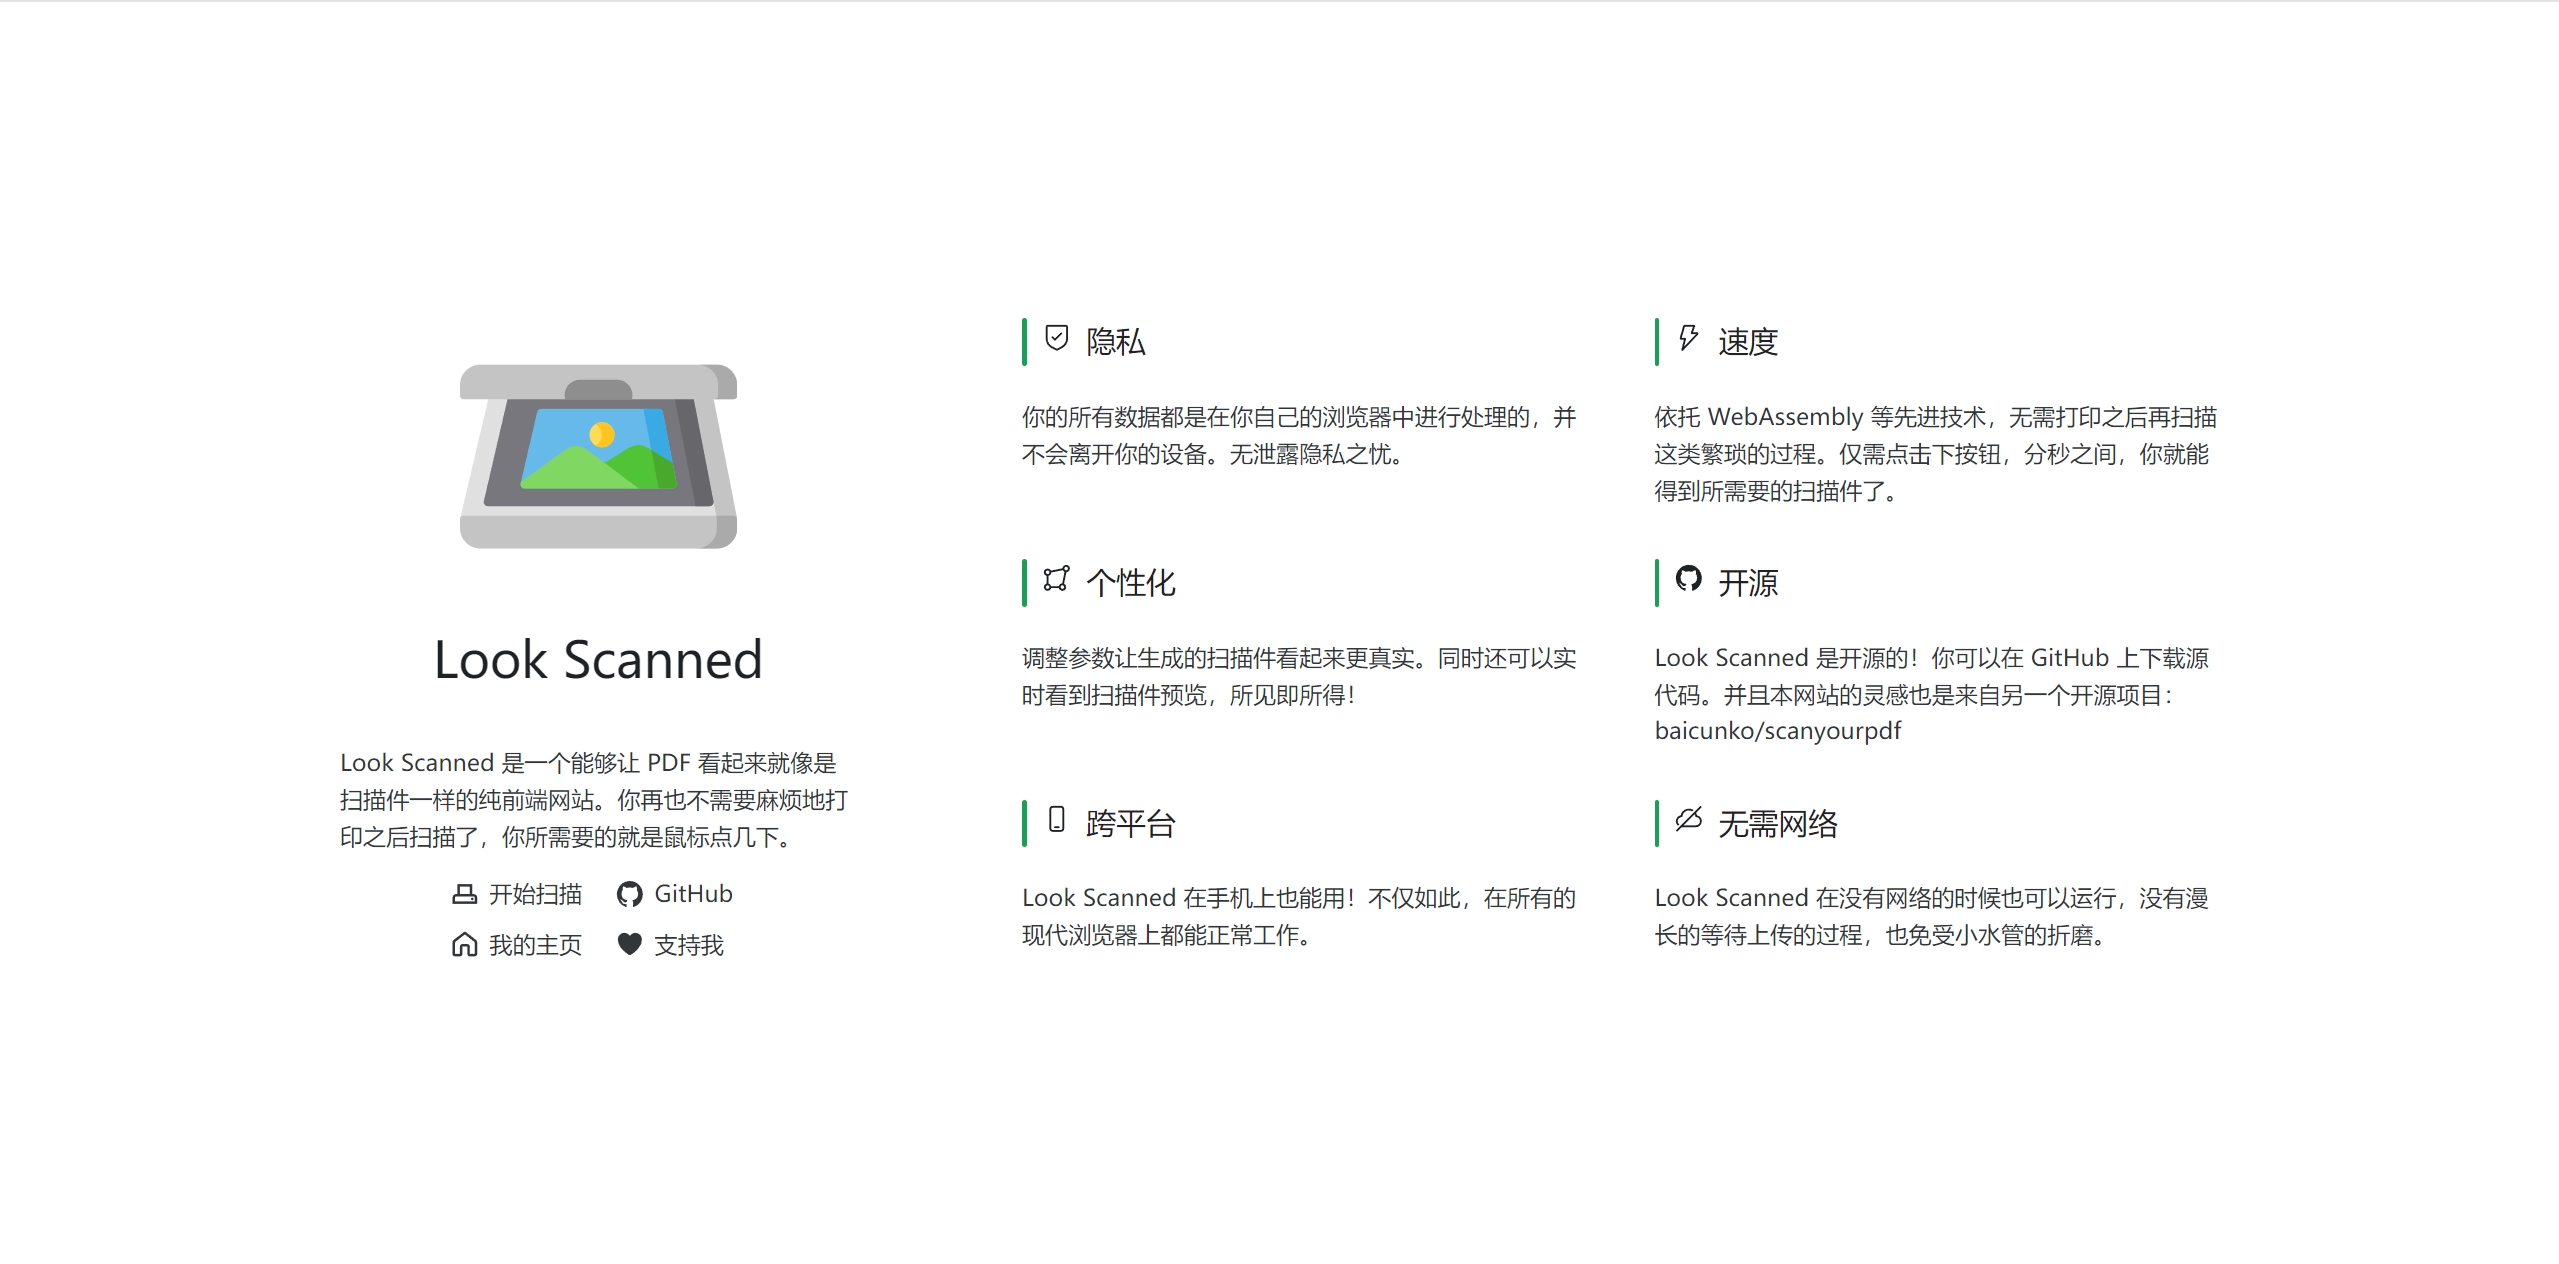 Look Scanned
Look Scanned 是一个能够让 PDF 看起来就像是
扫描件一样的纯前端网站。你再也不需要麻烦地打
印之后扫描了，你所需要的就是鼠标点几下。
开始扫描
GitHub
我的主页
支持我
隐私
你的所有数据都是在你自己的浏览器中进行处理的，并
不会离开你的设备。无泄露隐私之忧。
速度
依托 WebAssembly 等先进技术，无需打印之后再扫描
这类繁琐的过程。仅需点击下按钮，分秒之间，你就能
得到所需要的扫描件了。
个性化
调整参数让生成的扫描件看起来更真实。同时还可以实
时看到扫描件预览，所见即所得！
开源
Look Scanned 是开源的！你可以在 GitHub 上下载源
代码。并且本网站的灵感也是来自另一个开源项目：
baicunko/scanyourpdf
跨平台
Look Scanned 在手机上也能用！不仅如此，在所有的
现代浏览器上都能正常工作。
无需网络
Look Scanned 在没有网络的时候也可以运行，没有漫
长的等待上传的过程，也免受小水管的折磨。